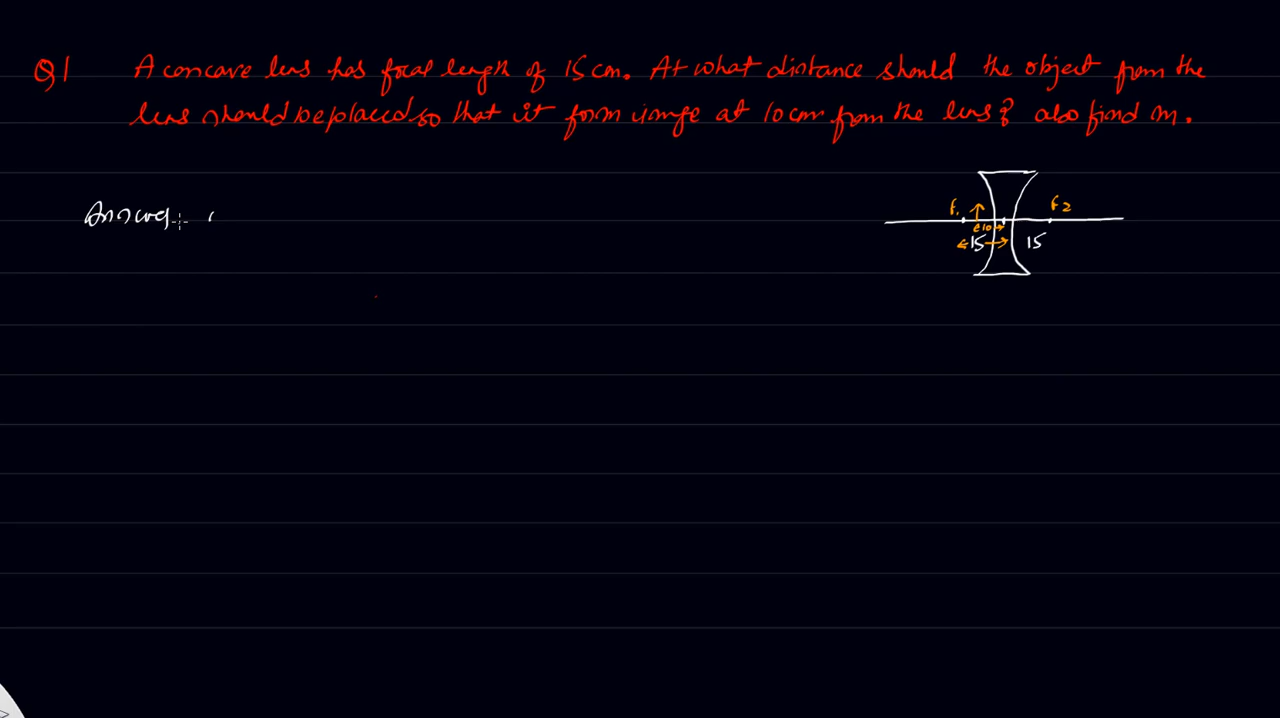 Q1 A concave lens has focal length of 15 cm. At what distance should the object from the
lens should be placed so that it form image at 10 cm from the lens? also find m.
Answer
f1 f2
10
15 15